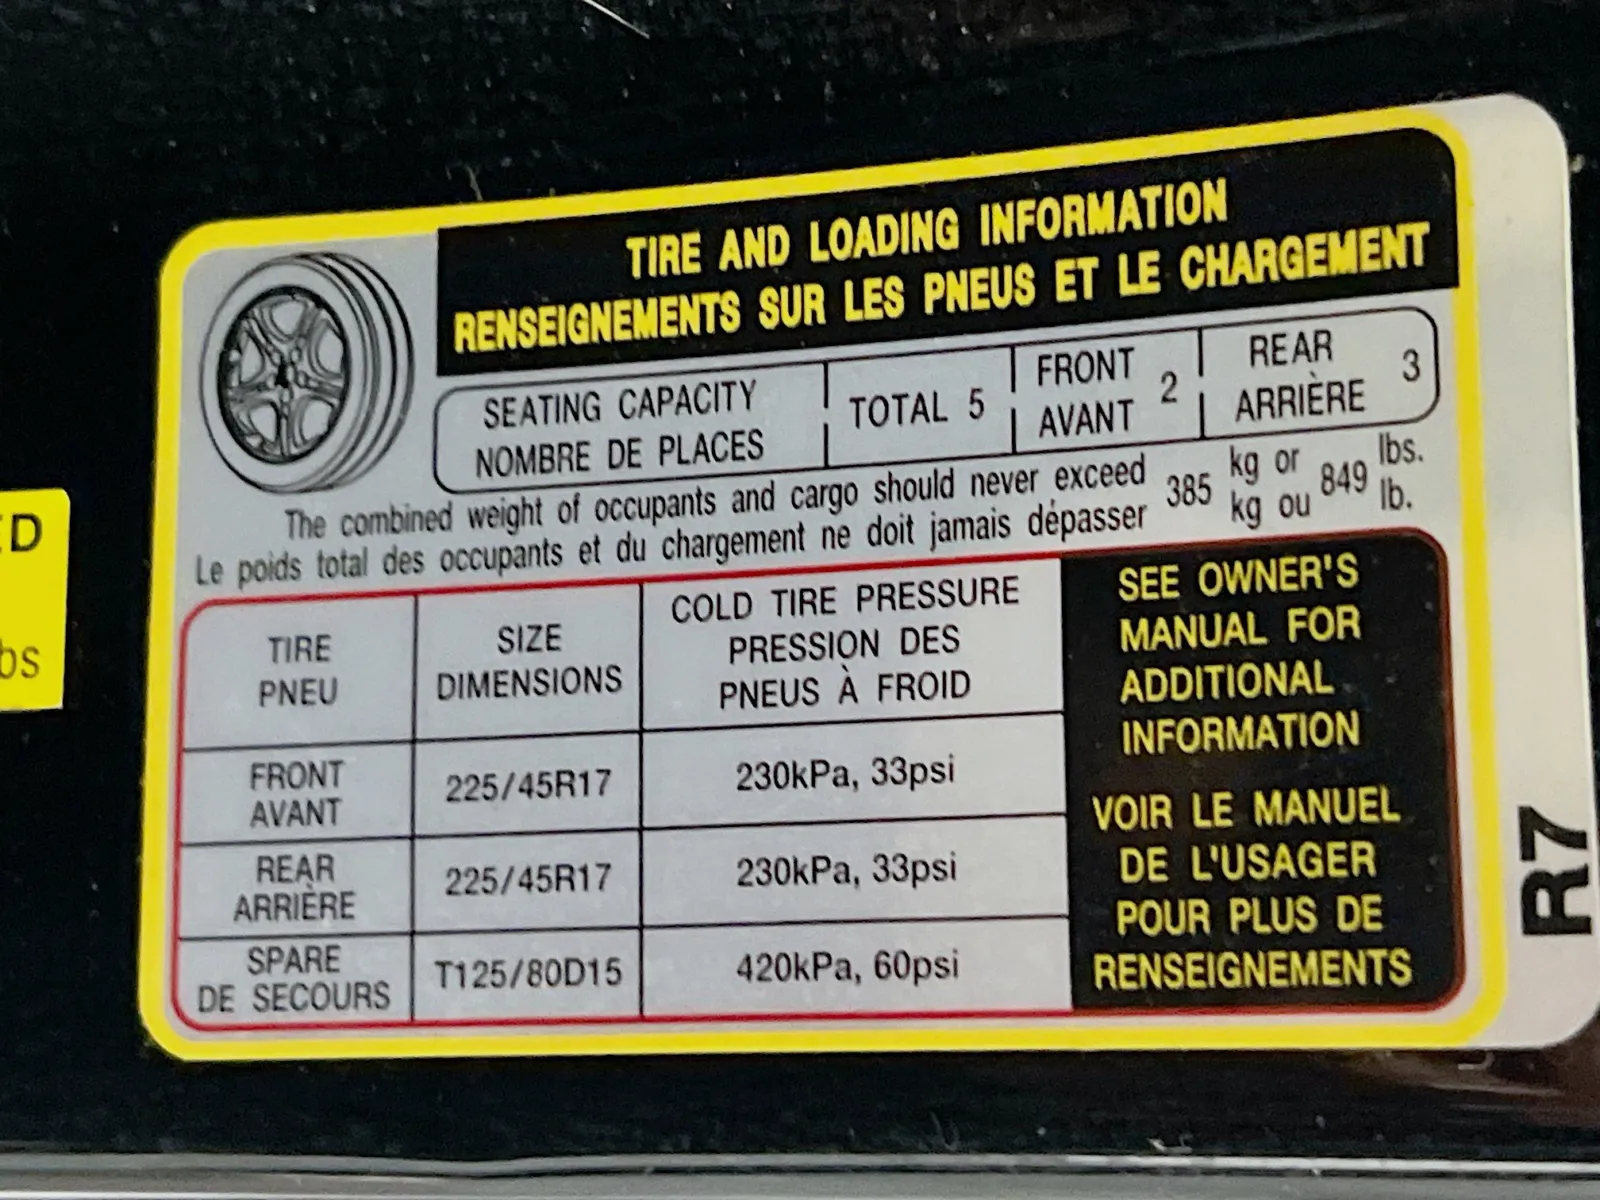 TIRE AND LOADING INFORMATION
RENSEIGNEMENTS SUR LES PNEUS ET LE CHARGEMENT
SEATING CAPACITY
NOMBRE DE PLACES
TOTAL 5
FRONT
AVANT
2
REAR
ARRIÈRE
3
The combined weight of occupants and cargo should never exceed
Le poids total des occupants et du chargement ne doit jamais dépasser
385
kg or
kg ou
849
lbs.
lb.
TIRE
PNEU
SIZE
DIMENSIONS
COLD TIRE PRESSURE
PRESSION DES
PNEUS À FROID
FRONT
AVANT
225/45R17
230kPa, 33psi
REAR
ARRIÈRE
225/45R17
230kPa, 33psi
SPARE
DE SECOURS
T125/80D15
420kPa, 60psi
SEE OWNER'S
MANUAL FOR
ADDITIONAL
INFORMATION
VOIR LE MANUEL
DE L'USAGER
POUR PLUS DE
RENSEIGNEMENTS
R7